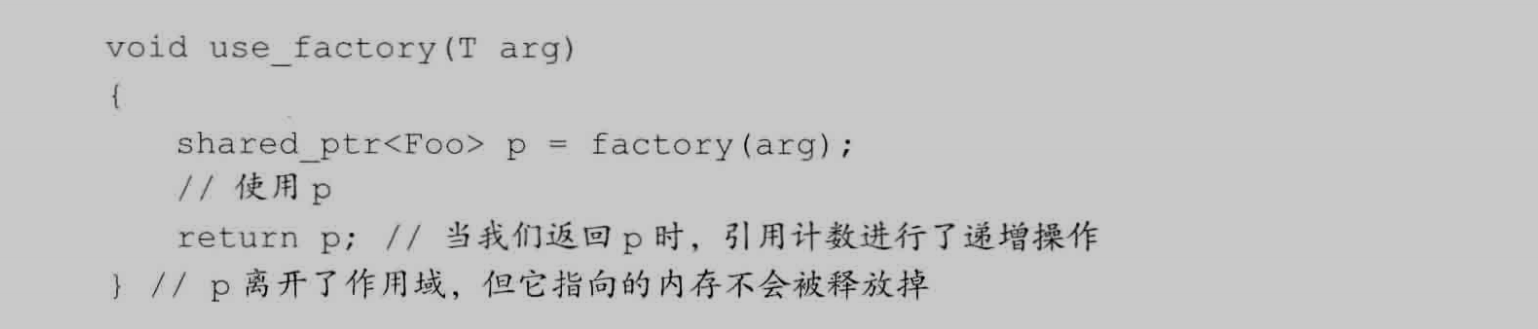 void use_factory(T arg)
{
shared_ptr<Foo> p = factory(arg);
// 使用 p
return p; // 当我们返回 p 时，引用计数进行了递增操作
} // p 离开了作用域，但它指向的内存不会被释放掉